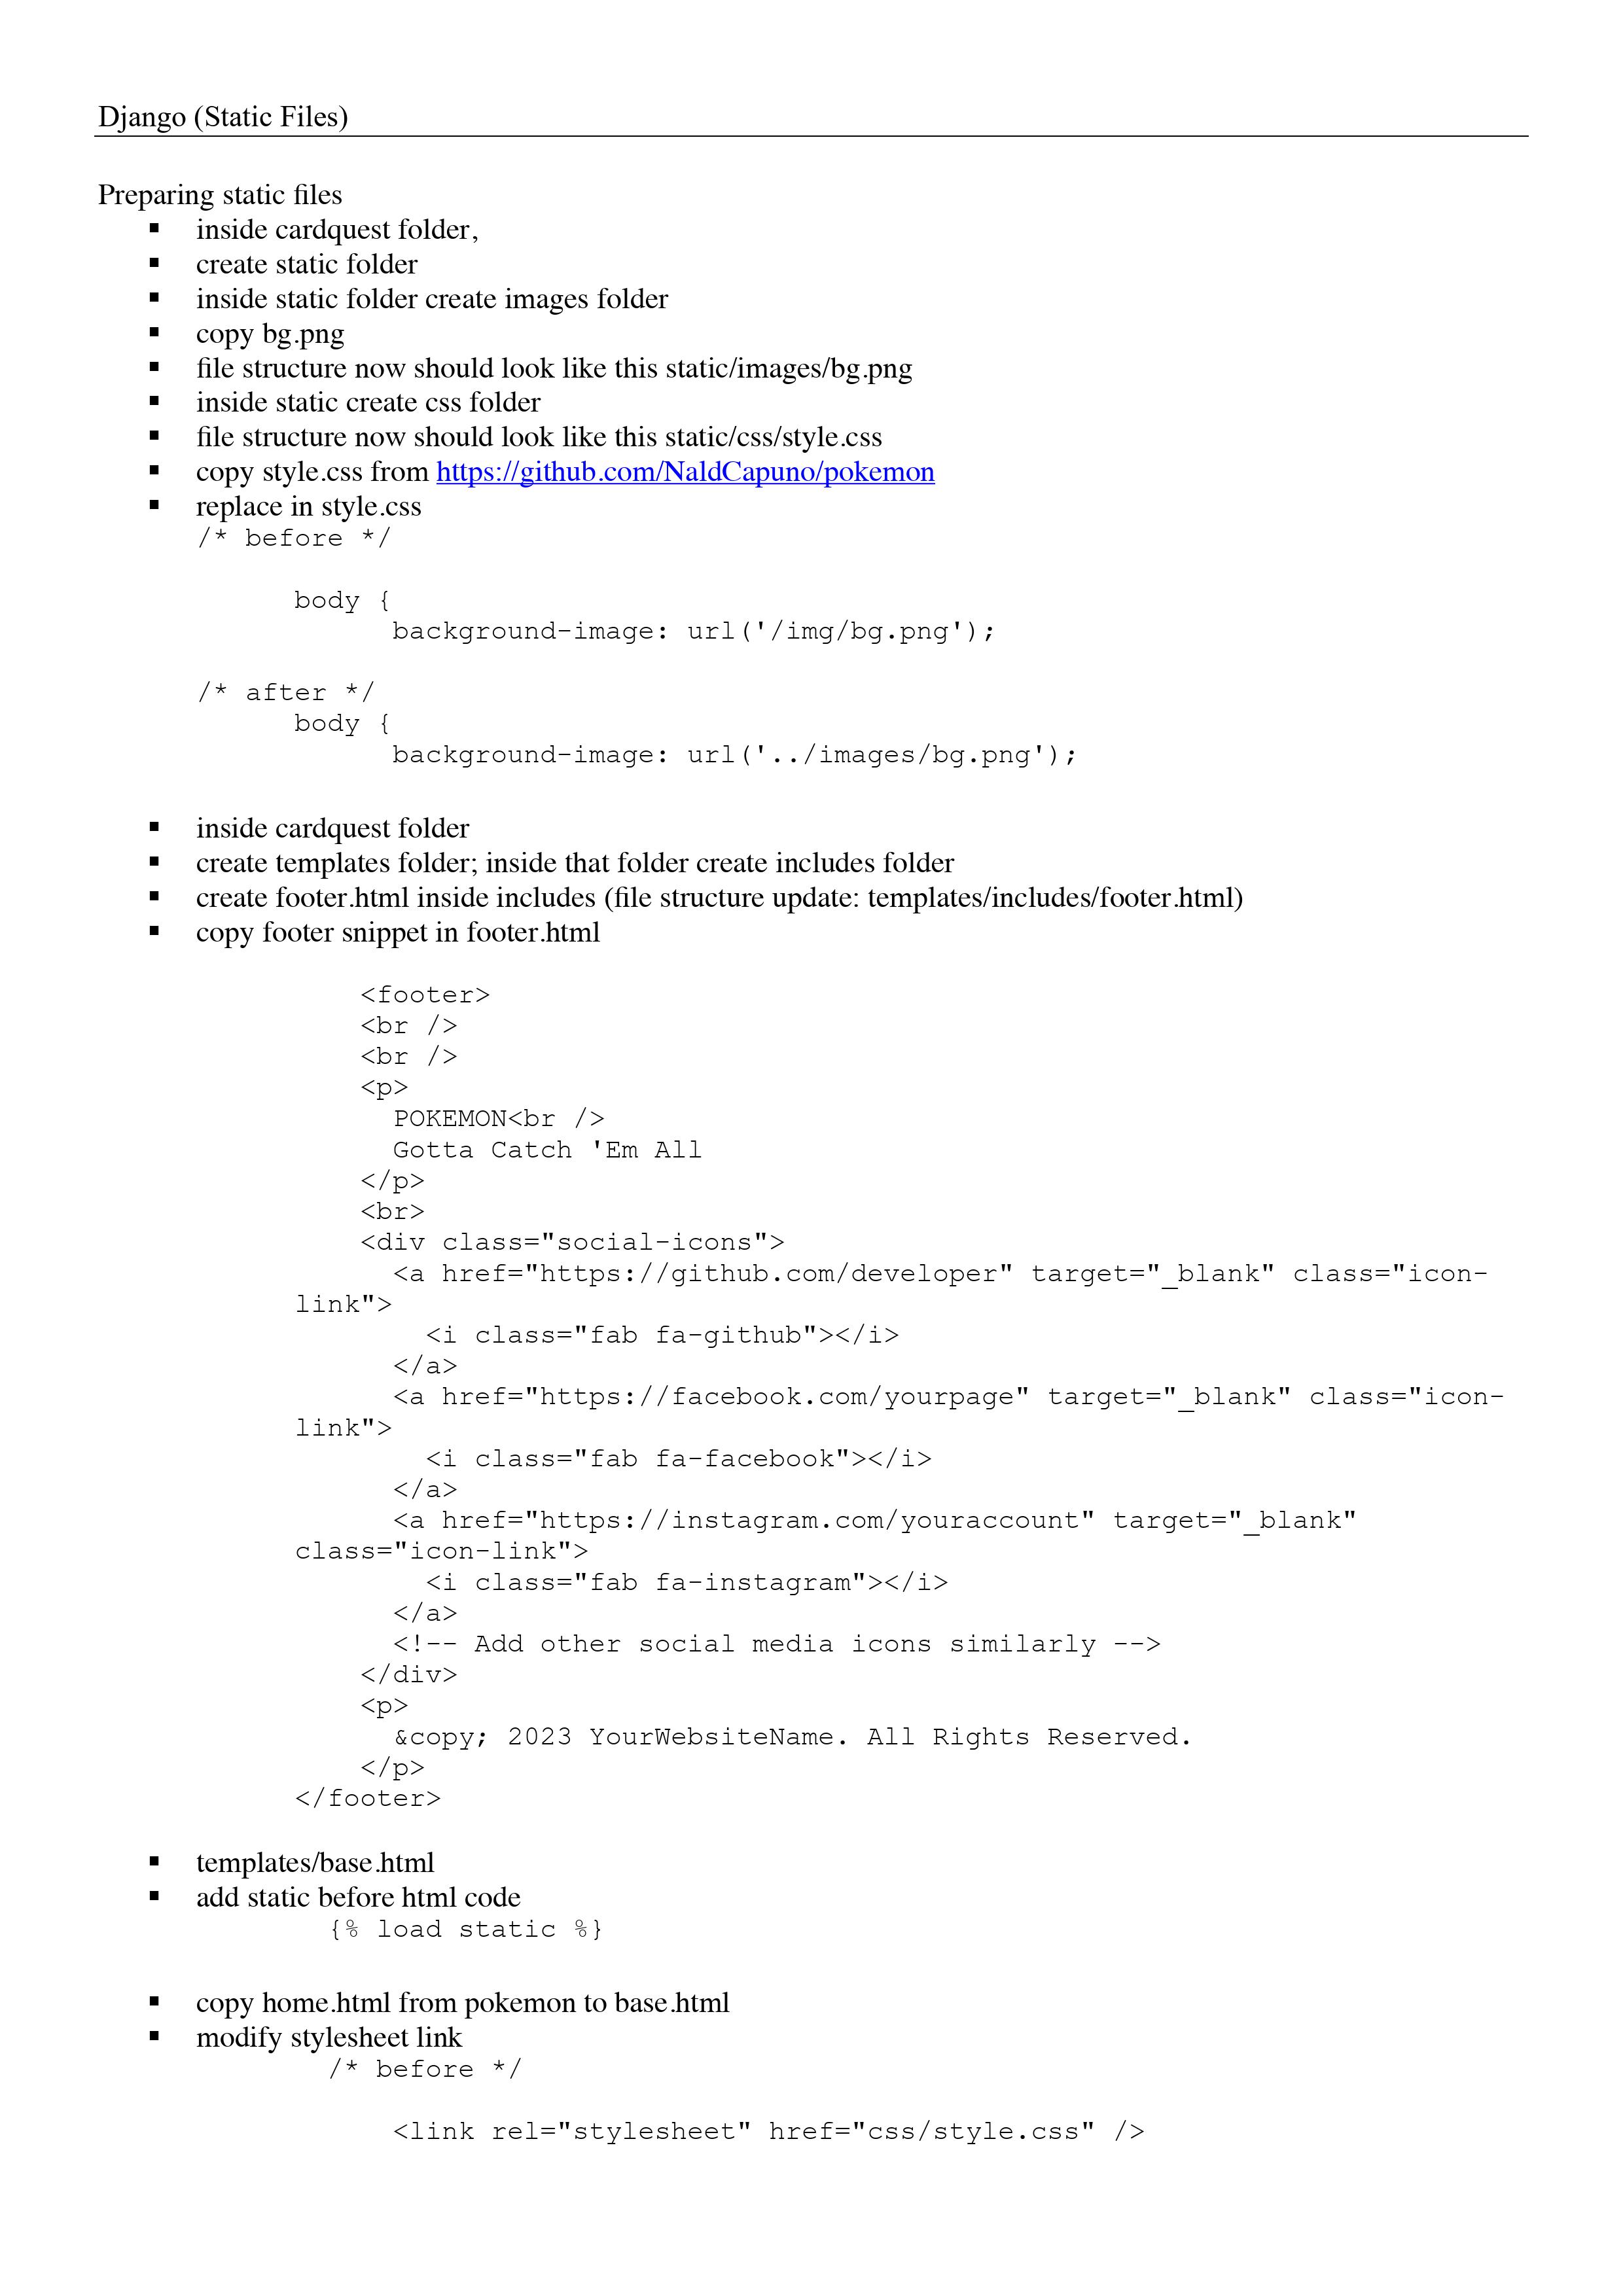 Django (Static Files)
Preparing static files
▪ inside cardquest folder,
▪ create static folder
▪ inside static folder create images folder
▪ copy bg.png
▪ file structure now should look like this static/images/bg.png
▪ inside static create css folder
▪ file structure now should look like this static/css/style.css
▪ copy style.css from https://github.com/NaldCapuno/pokemon
▪ replace in style.css
/* before */
body {
background-image: url('/img/bg.png');
/* after */
body {
background-image: url('../images/bg.png');
▪ inside cardquest folder
▪ create templates folder; inside that folder create includes folder
▪ create footer.html inside includes (file structure update: templates/includes/footer.html)
▪ copy footer snippet in footer.html
<footer>
<br />
<br />
<p>
POKEMON<br />
Gotta Catch 'Em All
</p>
<br>
<div class="social-icons">
<a href="https://github.com/developer" target="_blank" class="icon-
link">
<i class="fab fa-github"></i>
</a>
<a href="https://facebook.com/yourpage" target="_blank" class="icon-
link">
<i class="fab fa-facebook"></i>
</a>
<a href="https://instagram.com/youraccount" target="_blank"
class="icon-link">
<i class="fab fa-instagram"></i>
</a>
<!-- Add other social media icons similarly -->
</div>
<p>
&copy; 2023 YourWebsiteName. All Rights Reserved.
</p>
</footer>
▪ templates/base.html
▪ add static before html code
{% load static %}
▪ copy home.html from pokemon to base.html
▪ modify stylesheet link
/* before */
<link rel="stylesheet" href="css/style.css" />